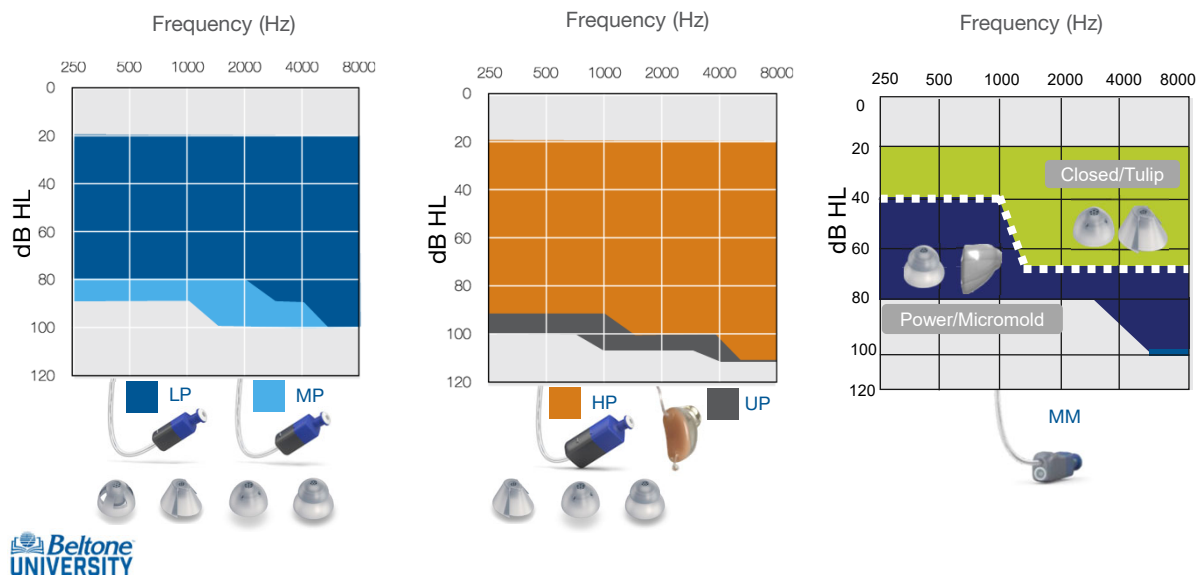 Frequency (Hz)
250 500 1000 2000 4000 8000
0
20
40
60
80
100
120
dB HL
LP
MP
Frequency (Hz)
250 500 1000 2000 4000 8000
0
20
40
60
80
100
120
dB HL
HP
UP
Frequency (Hz)
250 500 1000 2000 4000 8000
0
20
40
60
80
100
120
dB HL
Closed/Tulip
Power/Micromold
MM
Beltone
UNIVERSITY